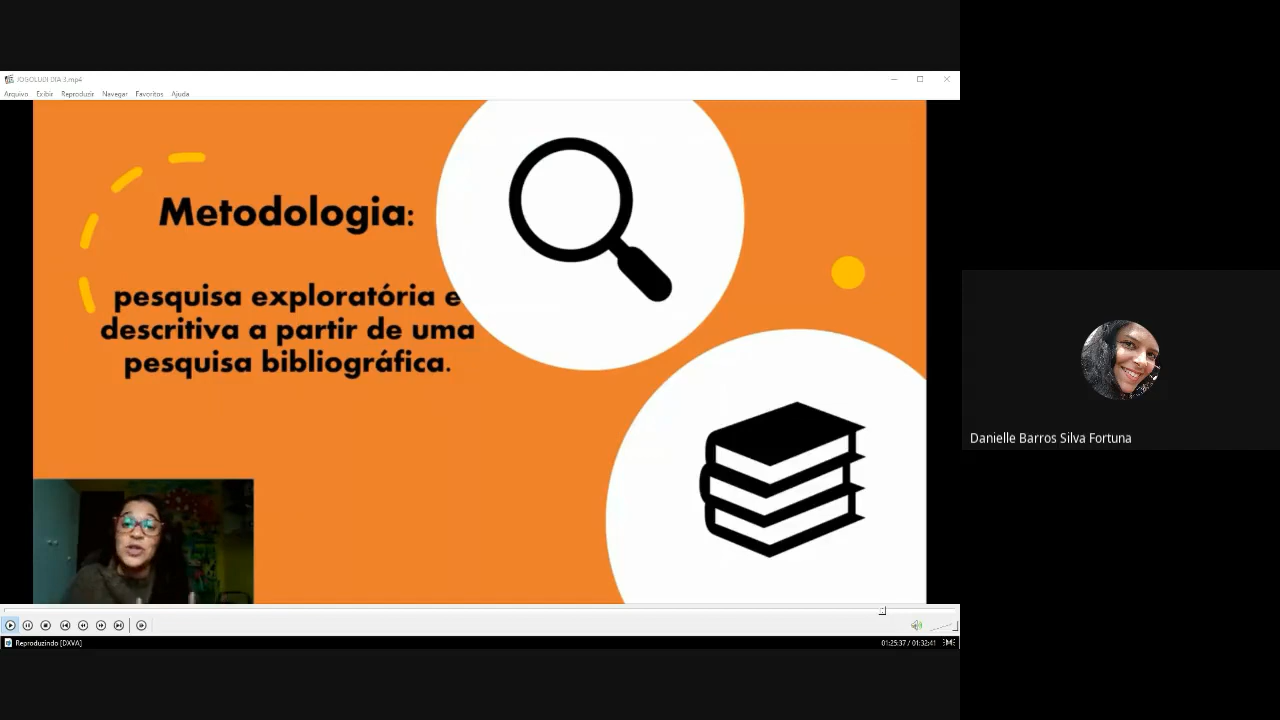 JOGOLUDI DIA 3.mp4
Arquivo Exibir Reproduzir Navegar Favoritos Ajuda
Metodologia:
pesquisa exploratória e
descritiva a partir de uma
pesquisa bibliográfica.
Danielle Barros Silva Fortuna
Reproduzindo [DXVA]
01:25:37 / 01:32:41